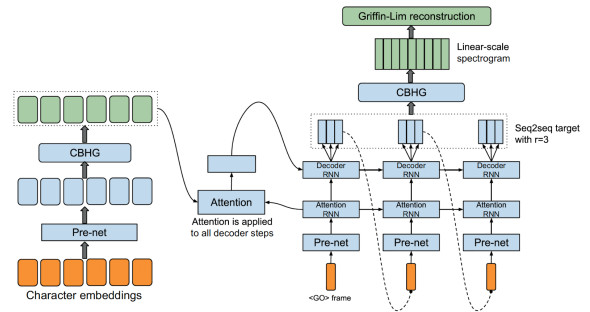 Griffin-Lim reconstruction
Linear-scale
spectrogram
CBHG
Seq2seq target
with r=3
CBHG
Decoder
RNN
Decoder
RNN
Decoder
RNN
Attention
Attention is applied
to all decoder steps
Attention
RNN
Attention
RNN
Attention
RNN
Pre-net
Pre-net
Pre-net
Pre-net
<GO> frame
Character embeddings